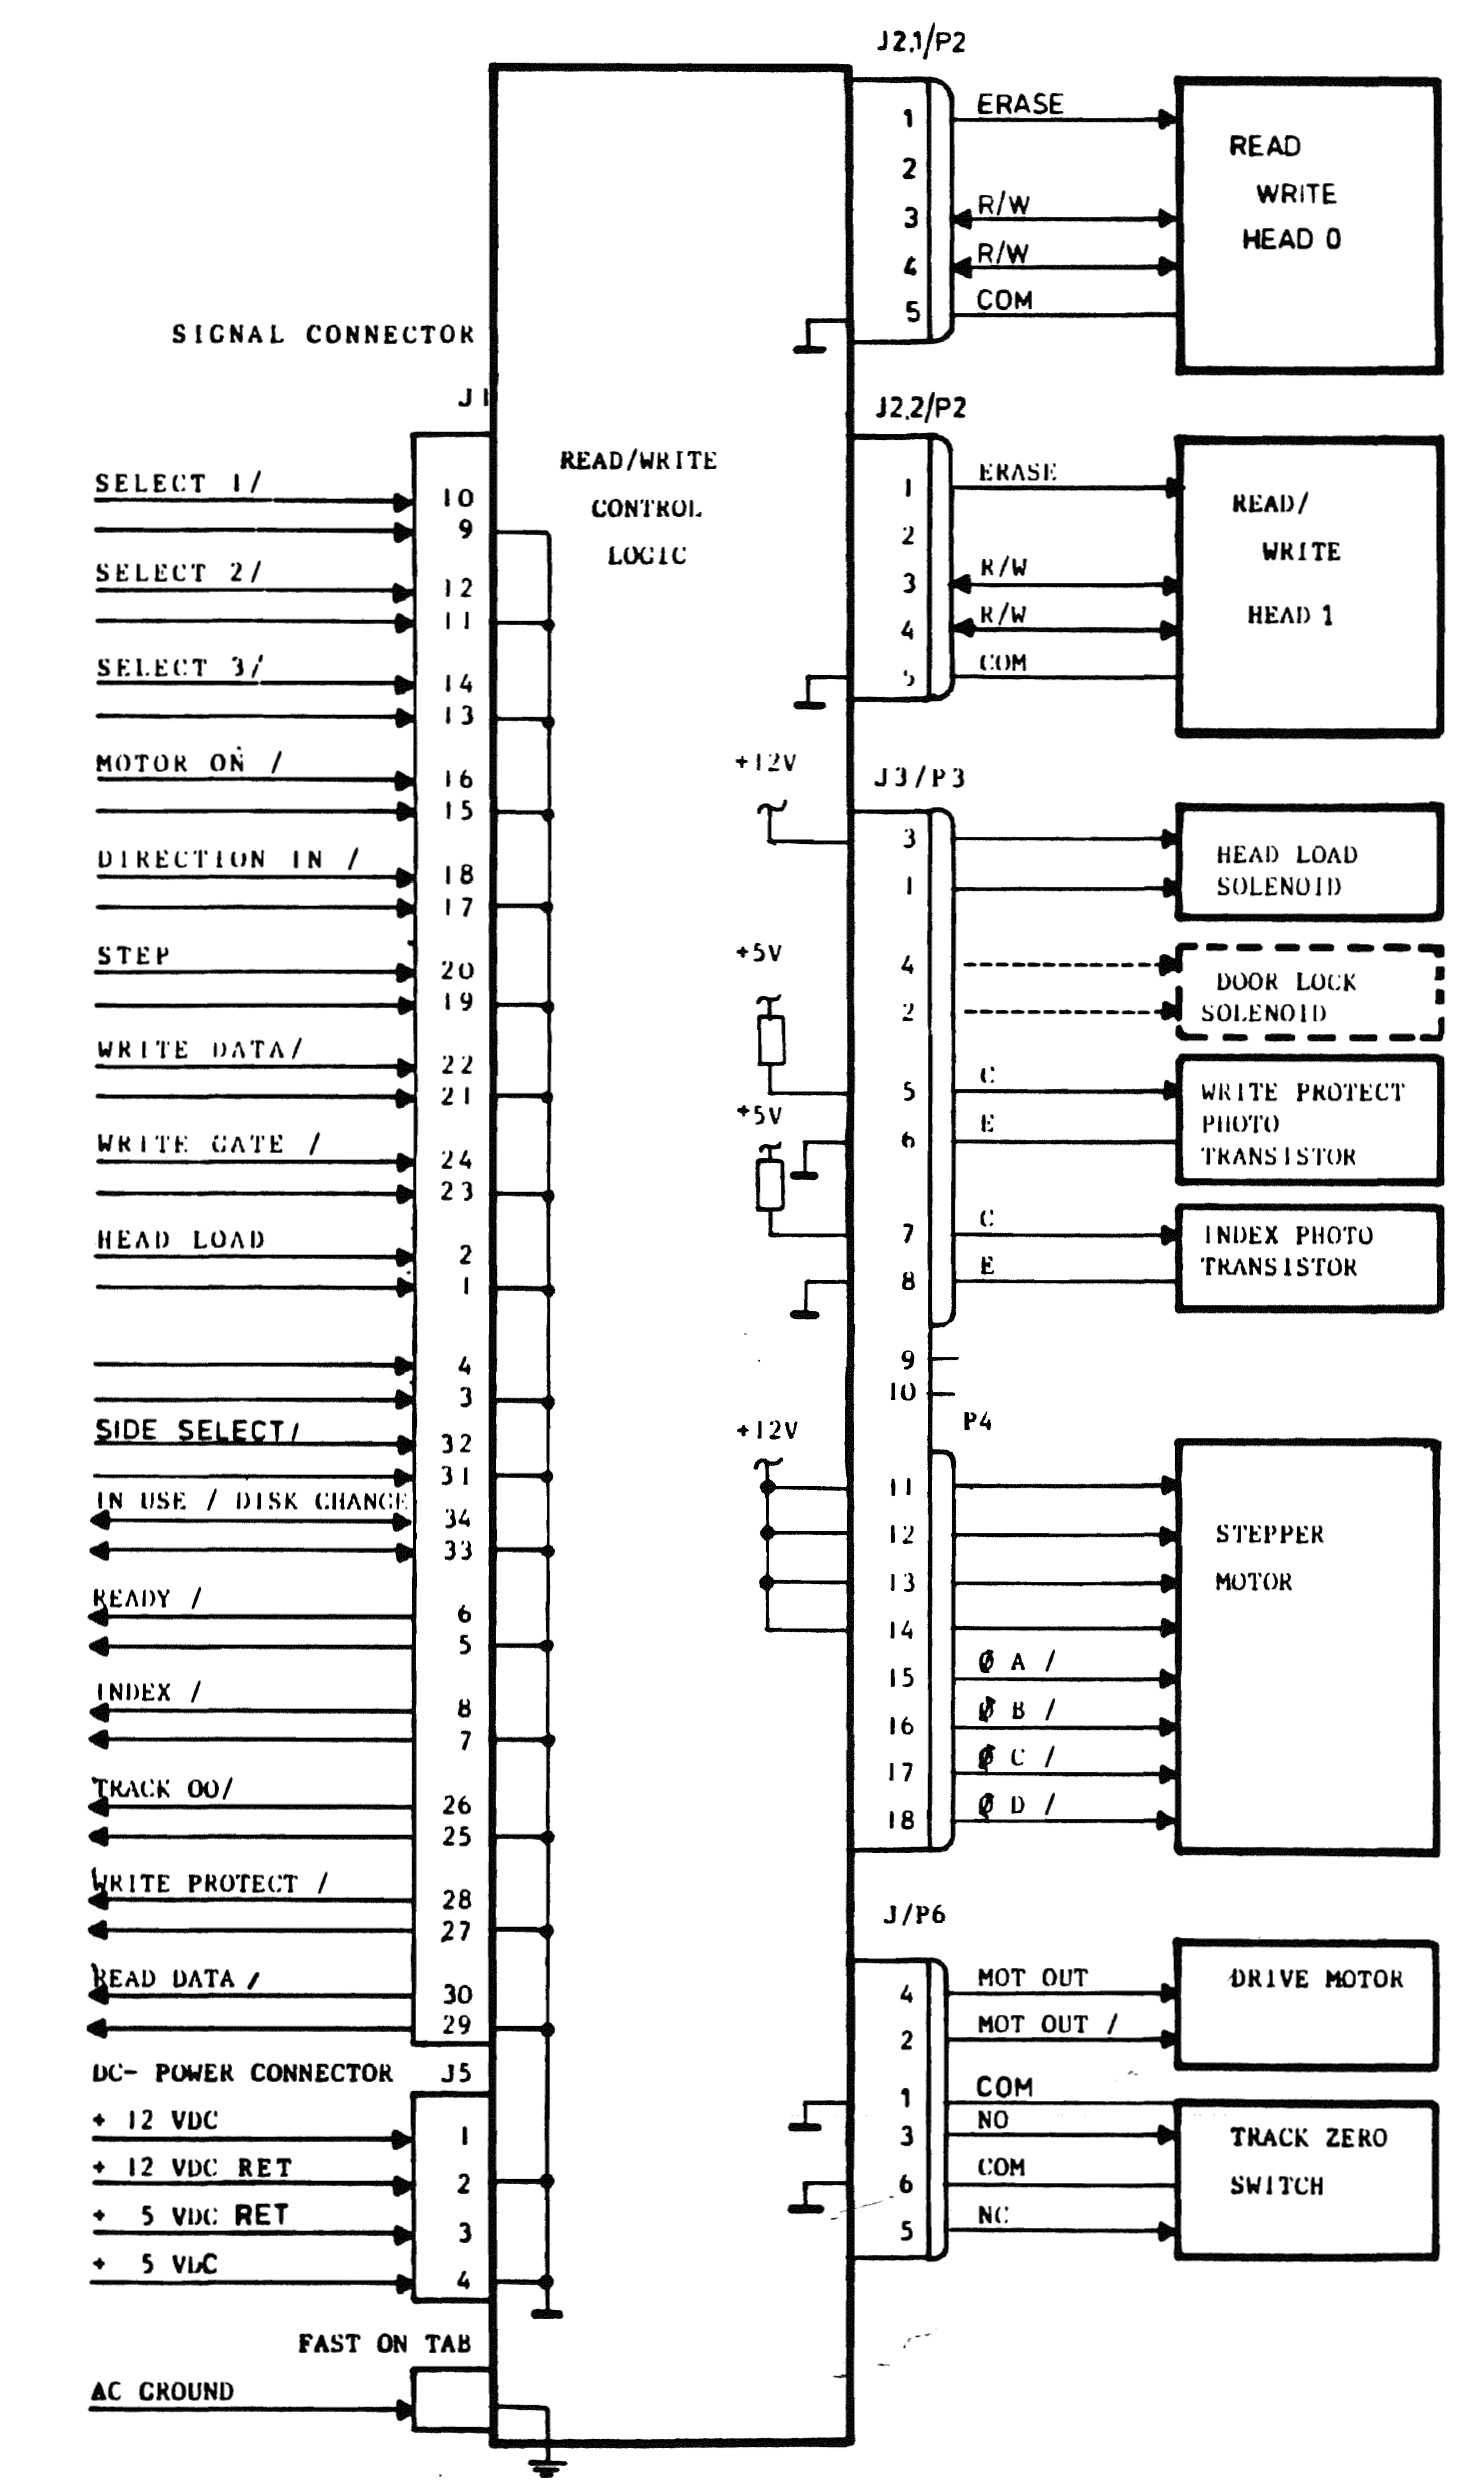 J2.1/P2
1 ERASE
2
3 R/W
4 R/W
5 COM
READ
WRITE
HEAD 0
SIGNAL CONNECTOR
J1
READ/WRITE
CONTROL
LOGIC
J2.2/P2
1 ERASE
2
3 R/W
4 R/W
5 COM
READ/
WRITE
HEAD 1
SELECT 1/ 10
9
SELECT 2/ 12
11
SELECT 3/ 14
13
MOTOR ON / 16
15
DIRECTION IN / 18
17
STEP 20
19
WRITE DATA/ 22
21
WRITE GATE / 24
23
HEAD LOAD 2
1
4
3
SIDE SELECT/ 32
31
IN USE / DISK CHANGE 34
33
READY / 6
5
INDEX / 8
7
TRACK 00/ 26
25
WRITE PROTECT / 28
27
READ DATA / 30
29
DC- POWER CONNECTOR J5
+ 12 VDC 1
+ 12 VDC RET 2
+ 5 VDC RET 3
+ 5 VDC 4
FAST ON TAB
AC GROUND
+12V
J3/P3
3
1
HEAD LOAD
SOLENOID
+5V
4
2
DOOR LOCK
SOLENOID
+5V
5 C
6 E
WRITE PROTECT
PHOTO
TRANSISTOR
7 C
8 E
INDEX PHOTO
TRANSISTOR
9
10
P4
+12V
11
12
13
14
15 Ø A /
16 Ø B /
17 Ø C /
18 Ø D /
STEPPER
MOTOR
J/P6
4 MOT OUT
2 MOT OUT /
DRIVE MOTOR
1 COM
3 NO
6 COM
5 NC
TRACK ZERO
SWITCH